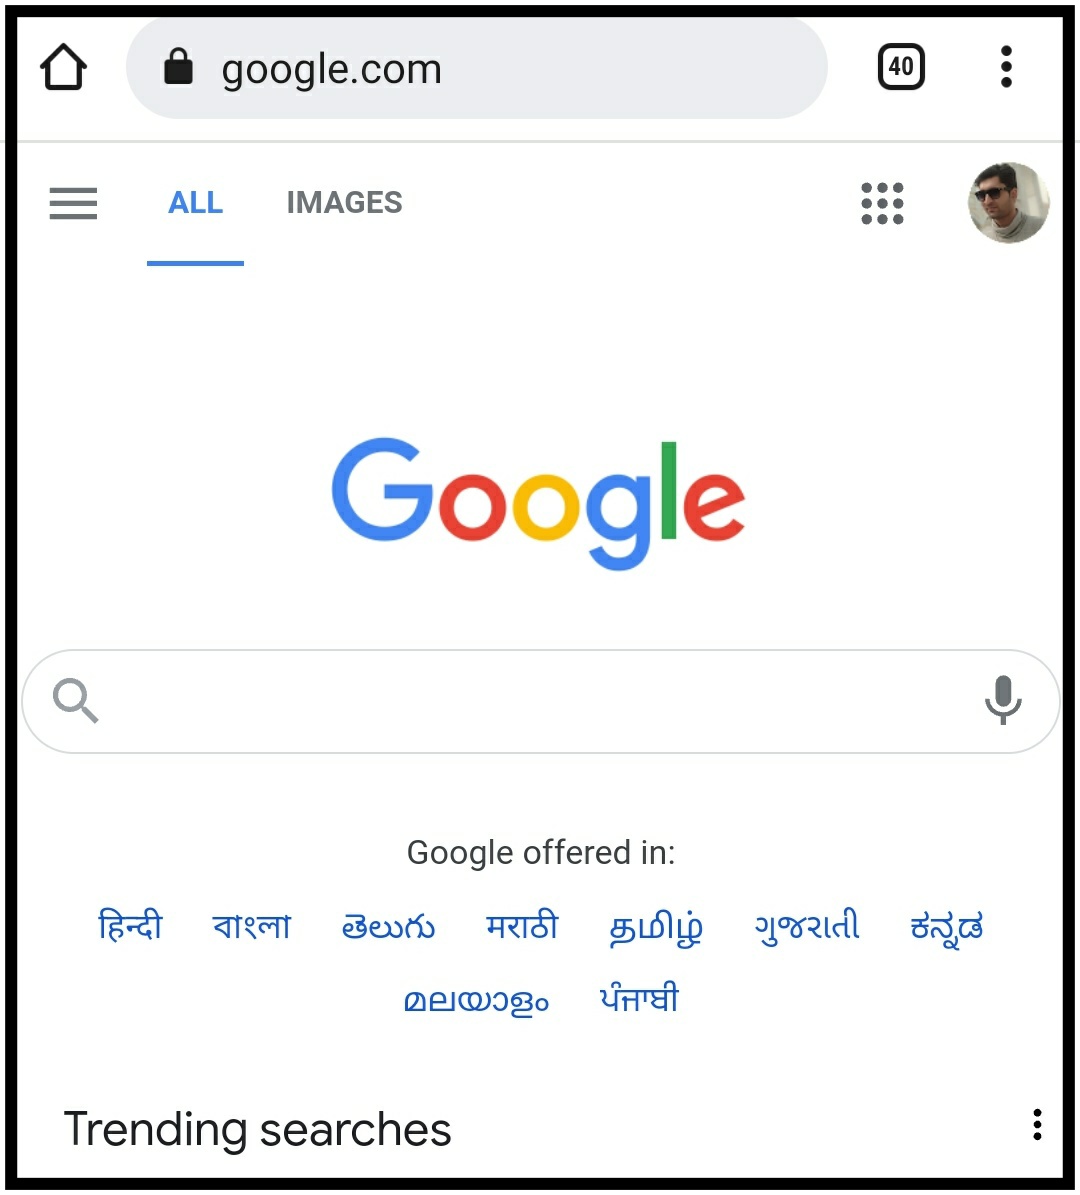 google.com 40
ALL IMAGES
Google
Google offered in:
हिन्दी বাংলা తెలుగు मराठी தமிழ் ગુજરાતી ಕನ್ನಡ
മലയാളം ਪੰਜਾਬੀ
Trending searches